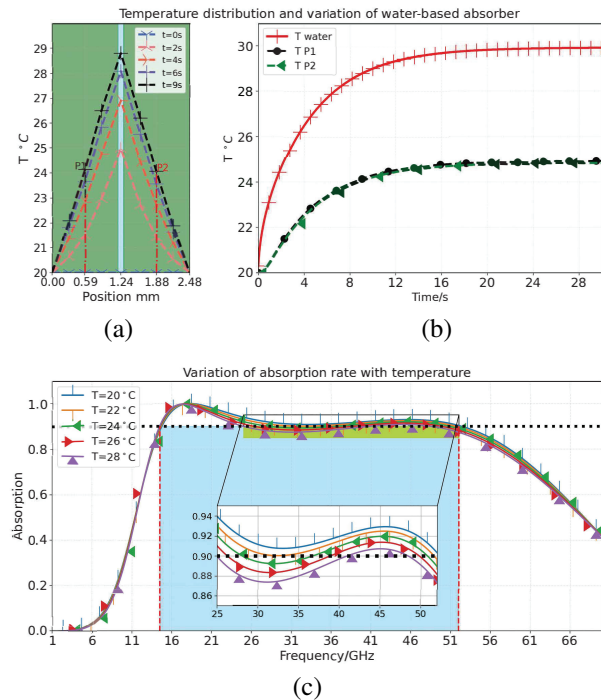 Temperature distribution and variation of water-based absorber
29
28
27
26
25
24
23
22
21
20
T °C
t=0s
t=2s
t=4s
t=6s
t=9s
P1
P2
0.00
0.59
1.24
1.88
2.48
Position mm
(a)
30
28
26
24
22
20
T °C
T water
T P1
T P2
0
4
8
12
16
20
24
28
Time/s
(b)
Variation of absorption rate with temperature
1.0
0.8
0.6
0.4
0.2
0.0
Absorption
T=20°C
T=22°C
T=24°C
T=26°C
T=28°C
0.94
0.92
0.90
0.88
0.86
25
30
35
40
45
50
1
6
11
16
21
26
31
36
41
46
51
56
61
66
Frequency/GHz
(c)